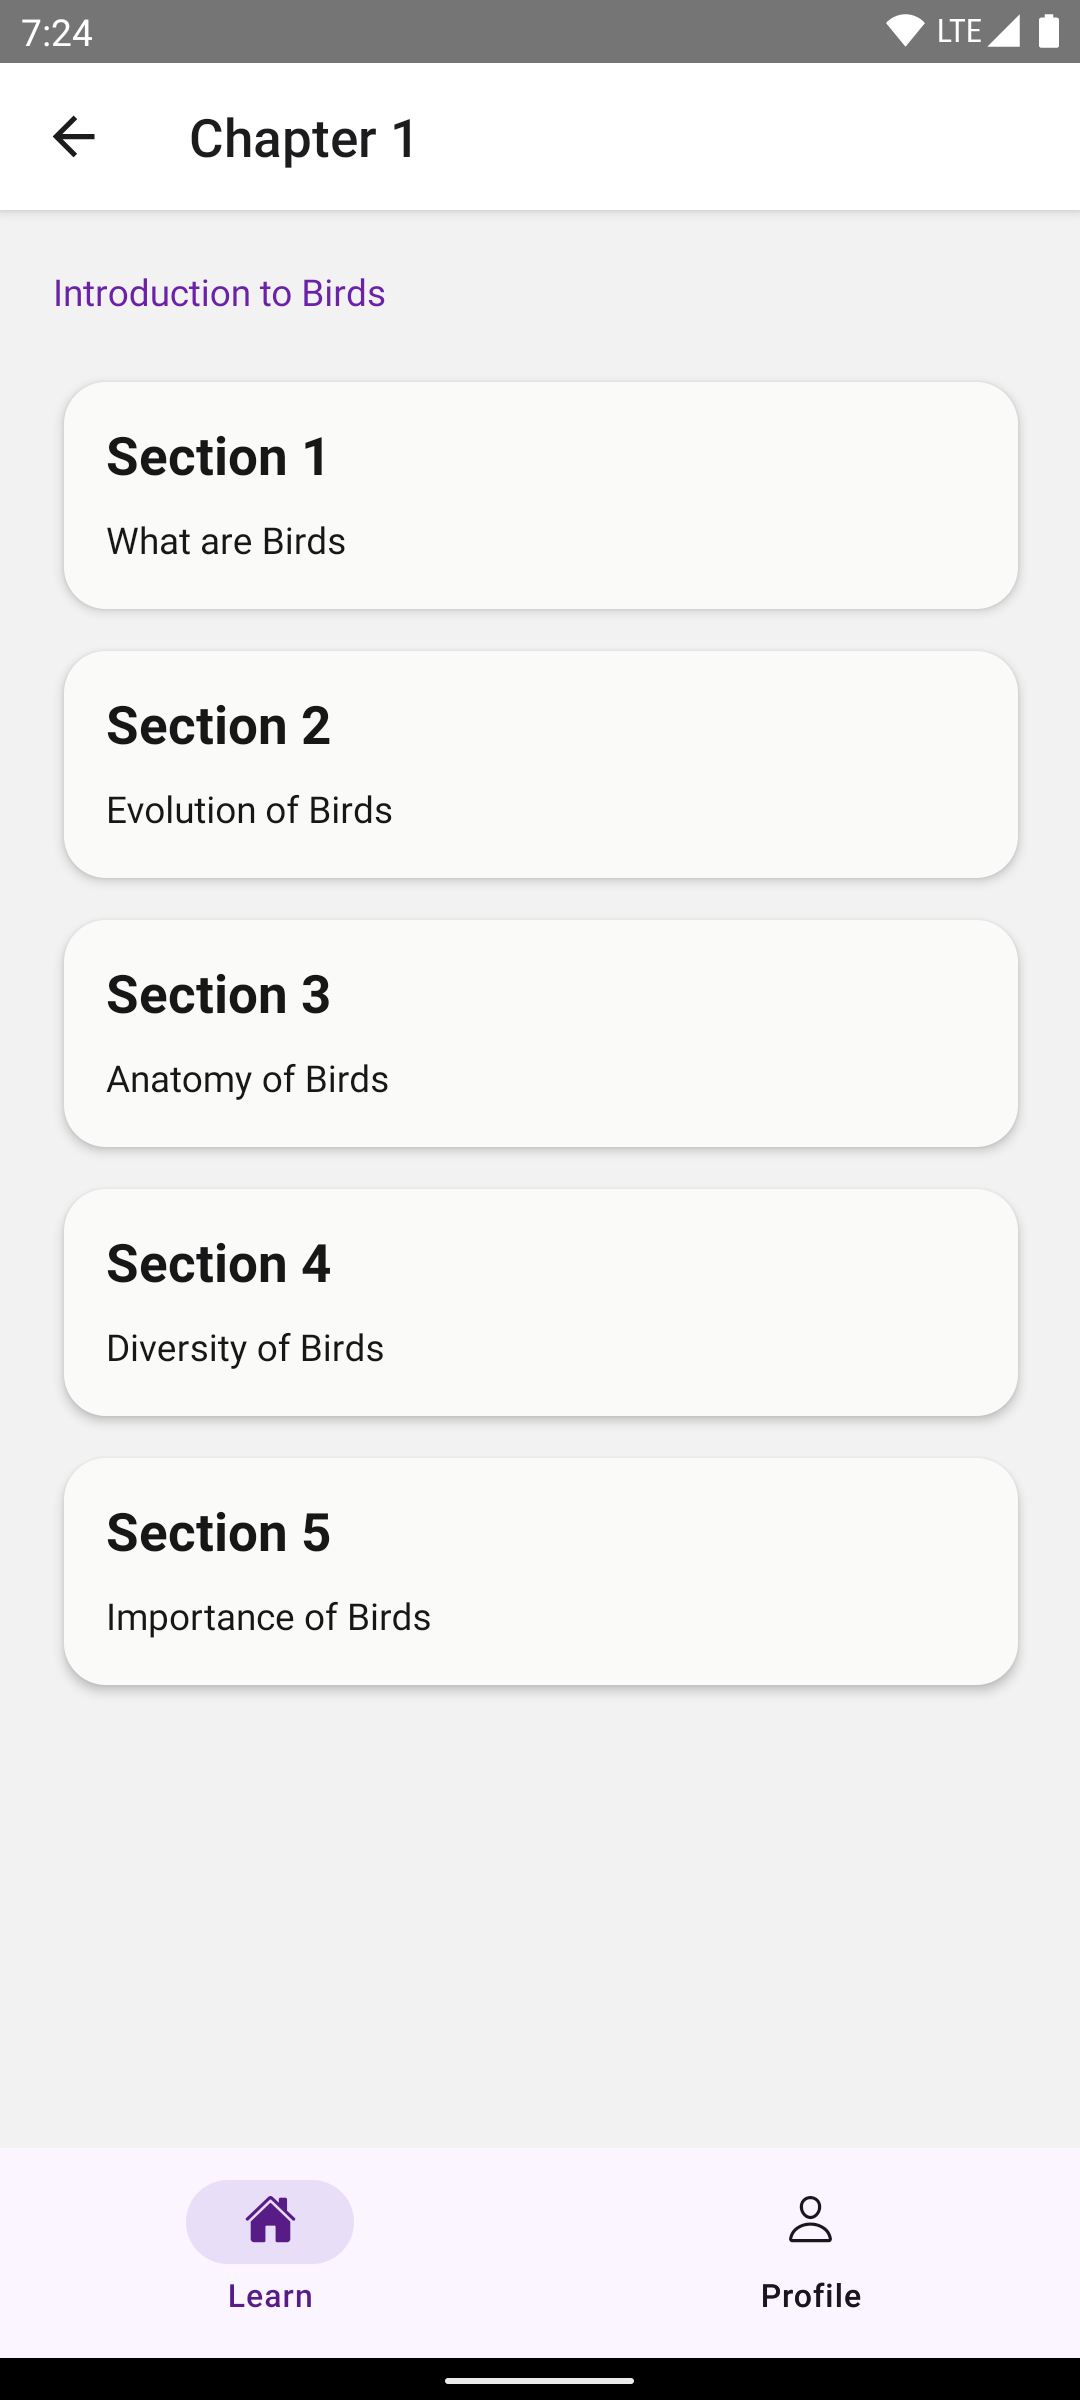 7:24 LTE
Chapter 1
Introduction to Birds
Section 1
What are Birds
Section 2
Evolution of Birds
Section 3
Anatomy of Birds
Section 4
Diversity of Birds
Section 5
Importance of Birds
Learn Profile